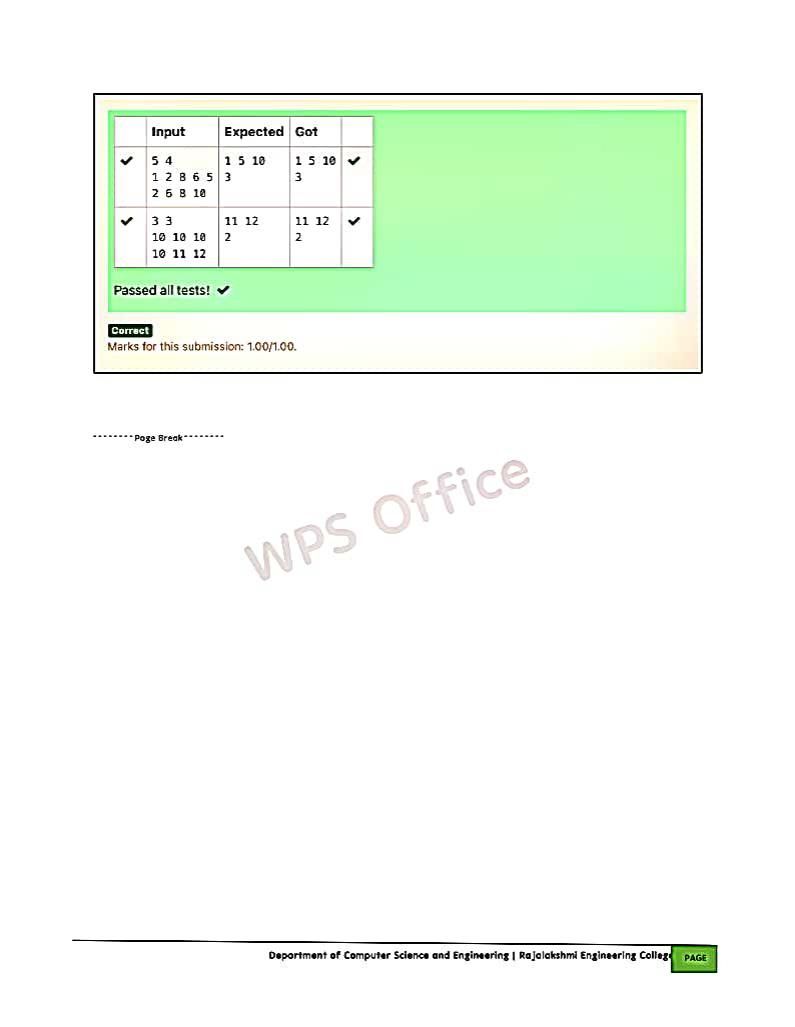 Input Expected Got
5 4 1 5 10 1 5 10
1 2 8 6 5 3 3
2 6 8 10
3 3 11 12 11 12
10 10 10 2 2
10 11 12
Passed all tests!
Correct
Marks for this submission: 1.00/1.00.
--------Page Break--------
WPS Office
Department of Computer Science and Engineering | Rajalakshmi Engineering College PAGE